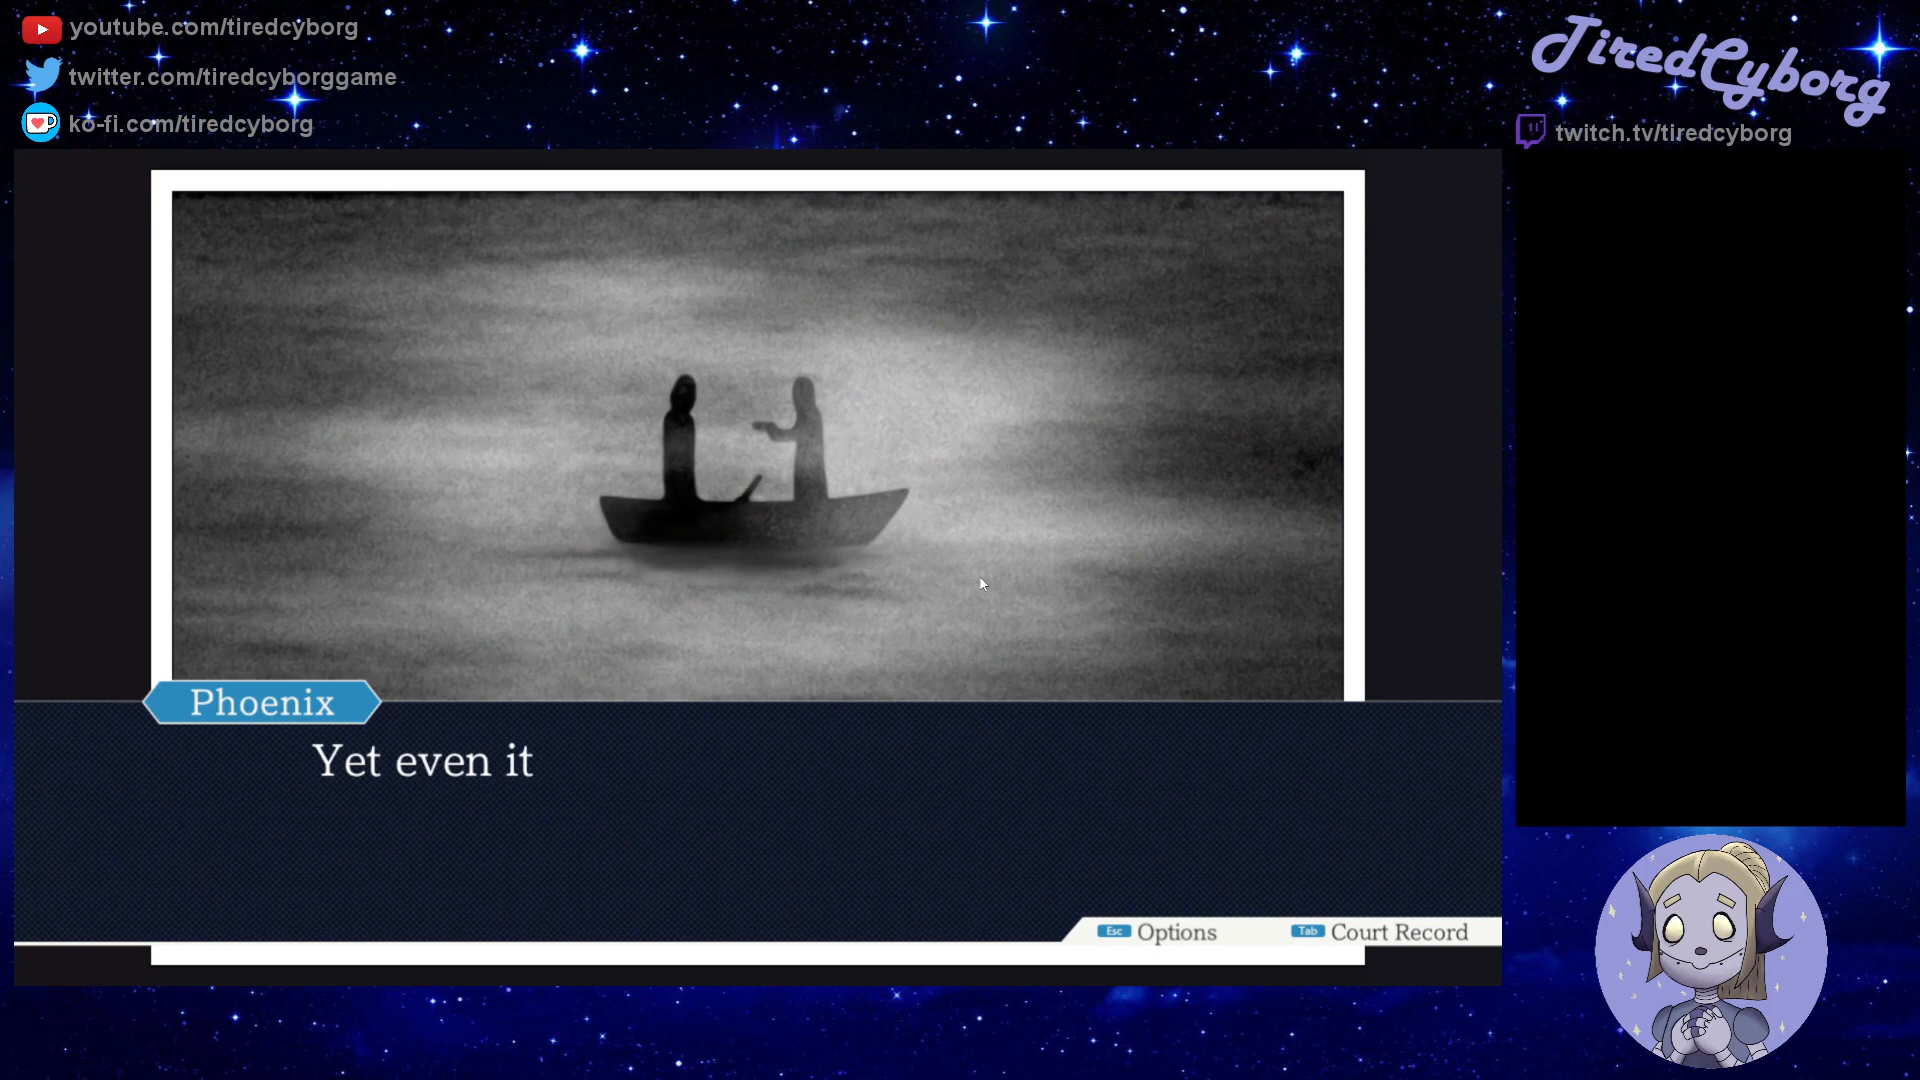 youtube.com/tiredcyborg
twitter.com/tiredcyborggame
ko-fi.com/tiredcyborg
TiredCyborg
twitch.tv/tiredcyborg
Phoenix
Yet even it
Esc Options Tab Court Record